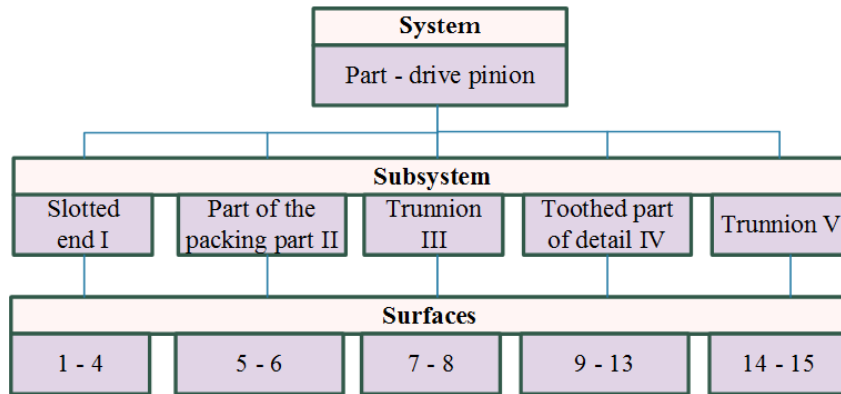 System
Part - drive pinion
Subsystem
Slotted
end I
Part of the
packing part II
Trunnion
III
Toothed part
of detail IV
Trunnion V
Surfaces
1 - 4
5 - 6
7 - 8
9 - 13
14 - 15